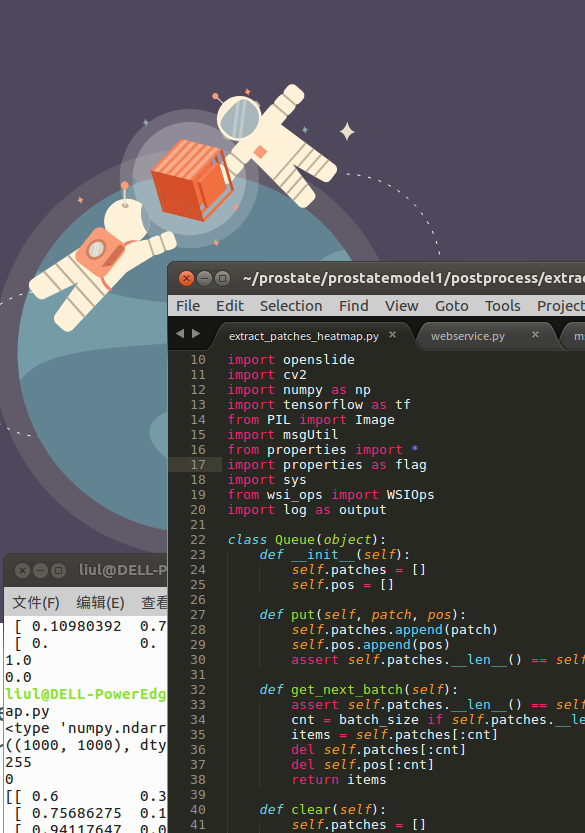 ~/prostate/prostatemodel1/postprocess/extrac
File Edit Selection Find View Goto Tools Project
extract_patches_heatmap.py × webservice.py × m
10 import openslide
11 import cv2
12 import numpy as np
13 import tensorflow as tf
14 from PIL import Image
15 import msgUtil
16 from properties import *
17 import properties as flag
18 import sys
19 from wsi_ops import WSIOps
20 import log as output
21
22 class Queue(object):
23     def __init__(self):
24         self.patches = []
25         self.pos = []
26
27     def put(self, patch, pos):
28         self.patches.append(patch)
29         self.pos.append(pos)
30         assert self.patches.__len__() == self
31
32     def get_next_batch(self):
33         assert self.patches.__len__() == self
34         cnt = batch_size if self.patches.__le
35         items = self.patches[:cnt]
36         del self.patches[:cnt]
37         del self.pos[:cnt]
38         return items
39
40     def clear(self):
41         self.patches = []
liul@DELL-P
文件(F) 编辑(E) 查看
[ 0.10980392 0.7
[ 0. 0.
1.0
0.0
liul@DELL-PowerEdg
ap.py
<type 'numpy.ndarr
((1000, 1000), dty
255
0
[[ 0.6 0.3
[ 0.75686275 0.1
[ 0.94117647 0.0